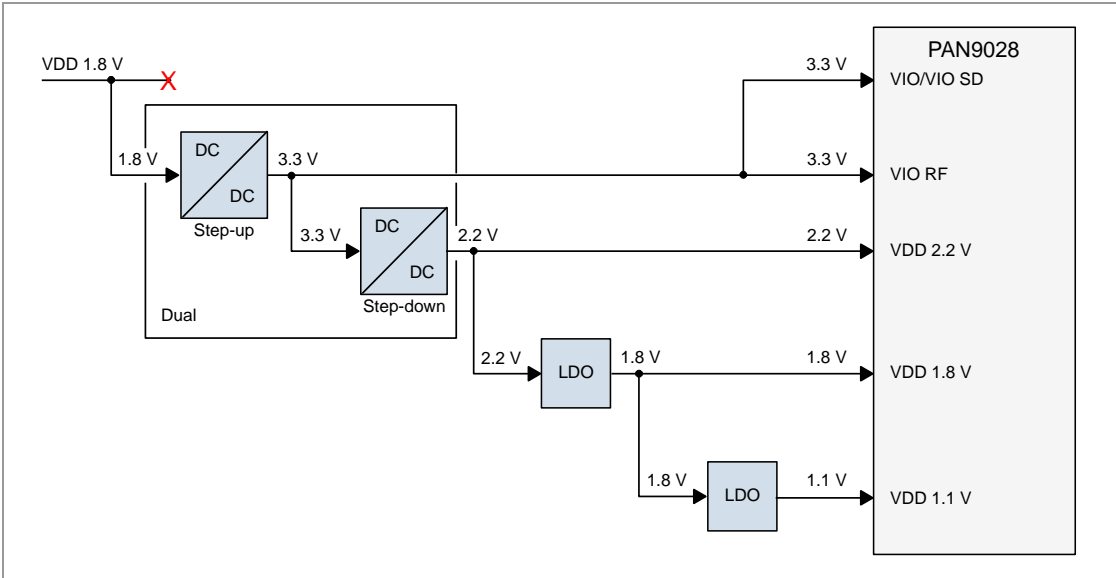 PAN9028
VDD 1.8 V
X
3.3 V
VIO/VIO SD
1.8 V
DC
DC
Step-up
3.3 V
3.3 V
VIO RF
3.3 V
DC
DC
Step-down
2.2 V
2.2 V
VDD 2.2 V
Dual
2.2 V
LDO
1.8 V
1.8 V
VDD 1.8 V
1.8 V
LDO
1.1 V
VDD 1.1 V